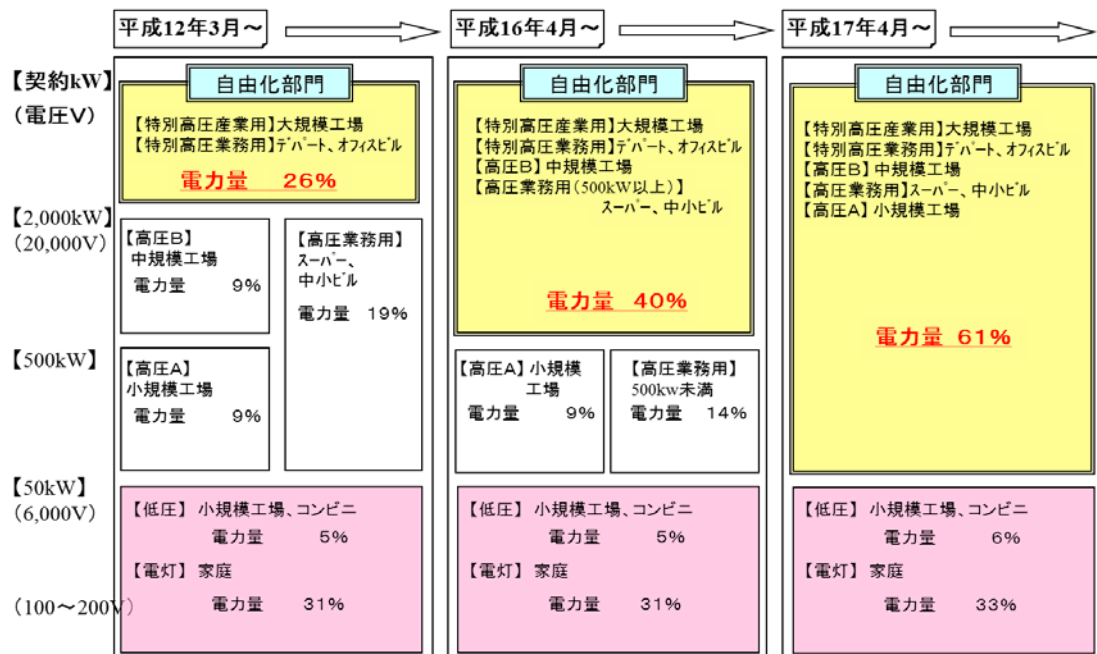 平成12年3月～
平成16年4月～
平成17年4月～
【契約kW】
(電圧V)
【2,000kW】
(20,000V)
【500kW】
【50kW】
(6,000V)
(100～200V)
自由化部門
【特別高圧産業用】大規模工場
【特別高圧業務用】ﾃﾞﾊﾟｰﾄ、ｵﾌｨｽﾋﾞﾙ
電力量 26%
【高圧B】
中規模工場
電力量 9%
【高圧業務用】
ｽｰﾊﾟｰ、
中小ﾋﾞﾙ
電力量 19%
【高圧A】
小規模工場
電力量 9%
【低圧】 小規模工場、コンビニ
電力量 5%
【電灯】 家庭
電力量 31%
自由化部門
【特別高圧産業用】大規模工場
【特別高圧業務用】ﾃﾞﾊﾟｰﾄ、ｵﾌｨｽﾋﾞﾙ
【高圧B】中規模工場
【高圧業務用(500kW以上)】
ｽｰﾊﾟｰ、中小ﾋﾞﾙ
電力量 40%
【高圧A】小規模
工場
電力量 9%
【高圧業務用】
500kw未満
電力量 14%
【低圧】 小規模工場、コンビニ
電力量 5%
【電灯】 家庭
電力量 31%
自由化部門
【特別高圧産業用】大規模工場
【特別高圧業務用】ﾃﾞﾊﾟｰﾄ、ｵﾌｨｽﾋﾞﾙ
【高圧B】中規模工場
【高圧業務用】ｽｰﾊﾟｰ、中小ﾋﾞﾙ
【高圧A】小規模工場
電力量 61%
【低圧】 小規模工場、コンビニ
電力量 6%
【電灯】 家庭
電力量 33%